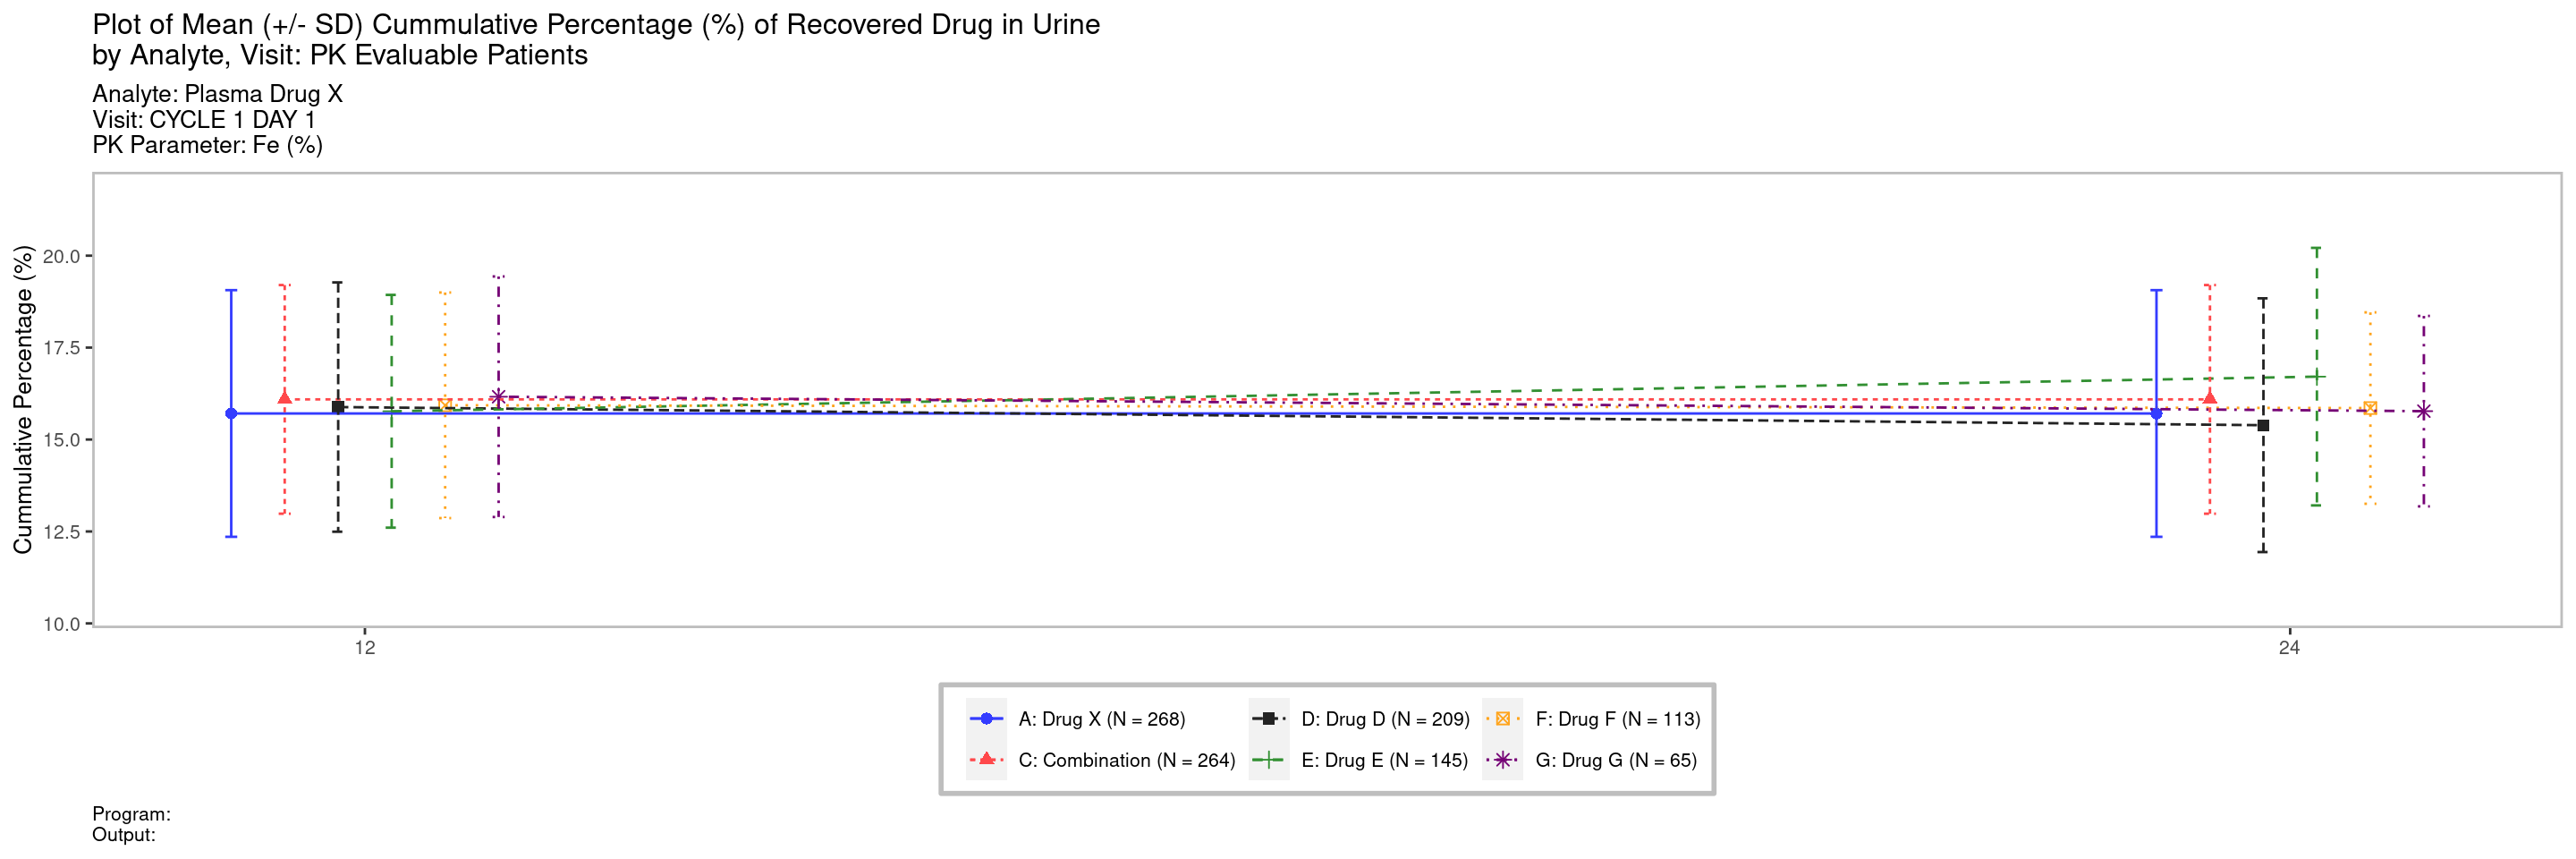 Plot of Mean (+/- SD) Cummulative Percentage (%) of Recovered Drug in Urine
by Analyte, Visit: PK Evaluable Patients
Analyte: Plasma Drug X
Visit: CYCLE 1 DAY 1
PK Parameter: Fe (%)
Cummulative Percentage (%)
20.0
17.5
15.0
12.5
10.0
12
24
A: Drug X (N = 268)
D: Drug D (N = 209)
F: Drug F (N = 113)
C: Combination (N = 264)
E: Drug E (N = 145)
G: Drug G (N = 65)
Program:
Output: